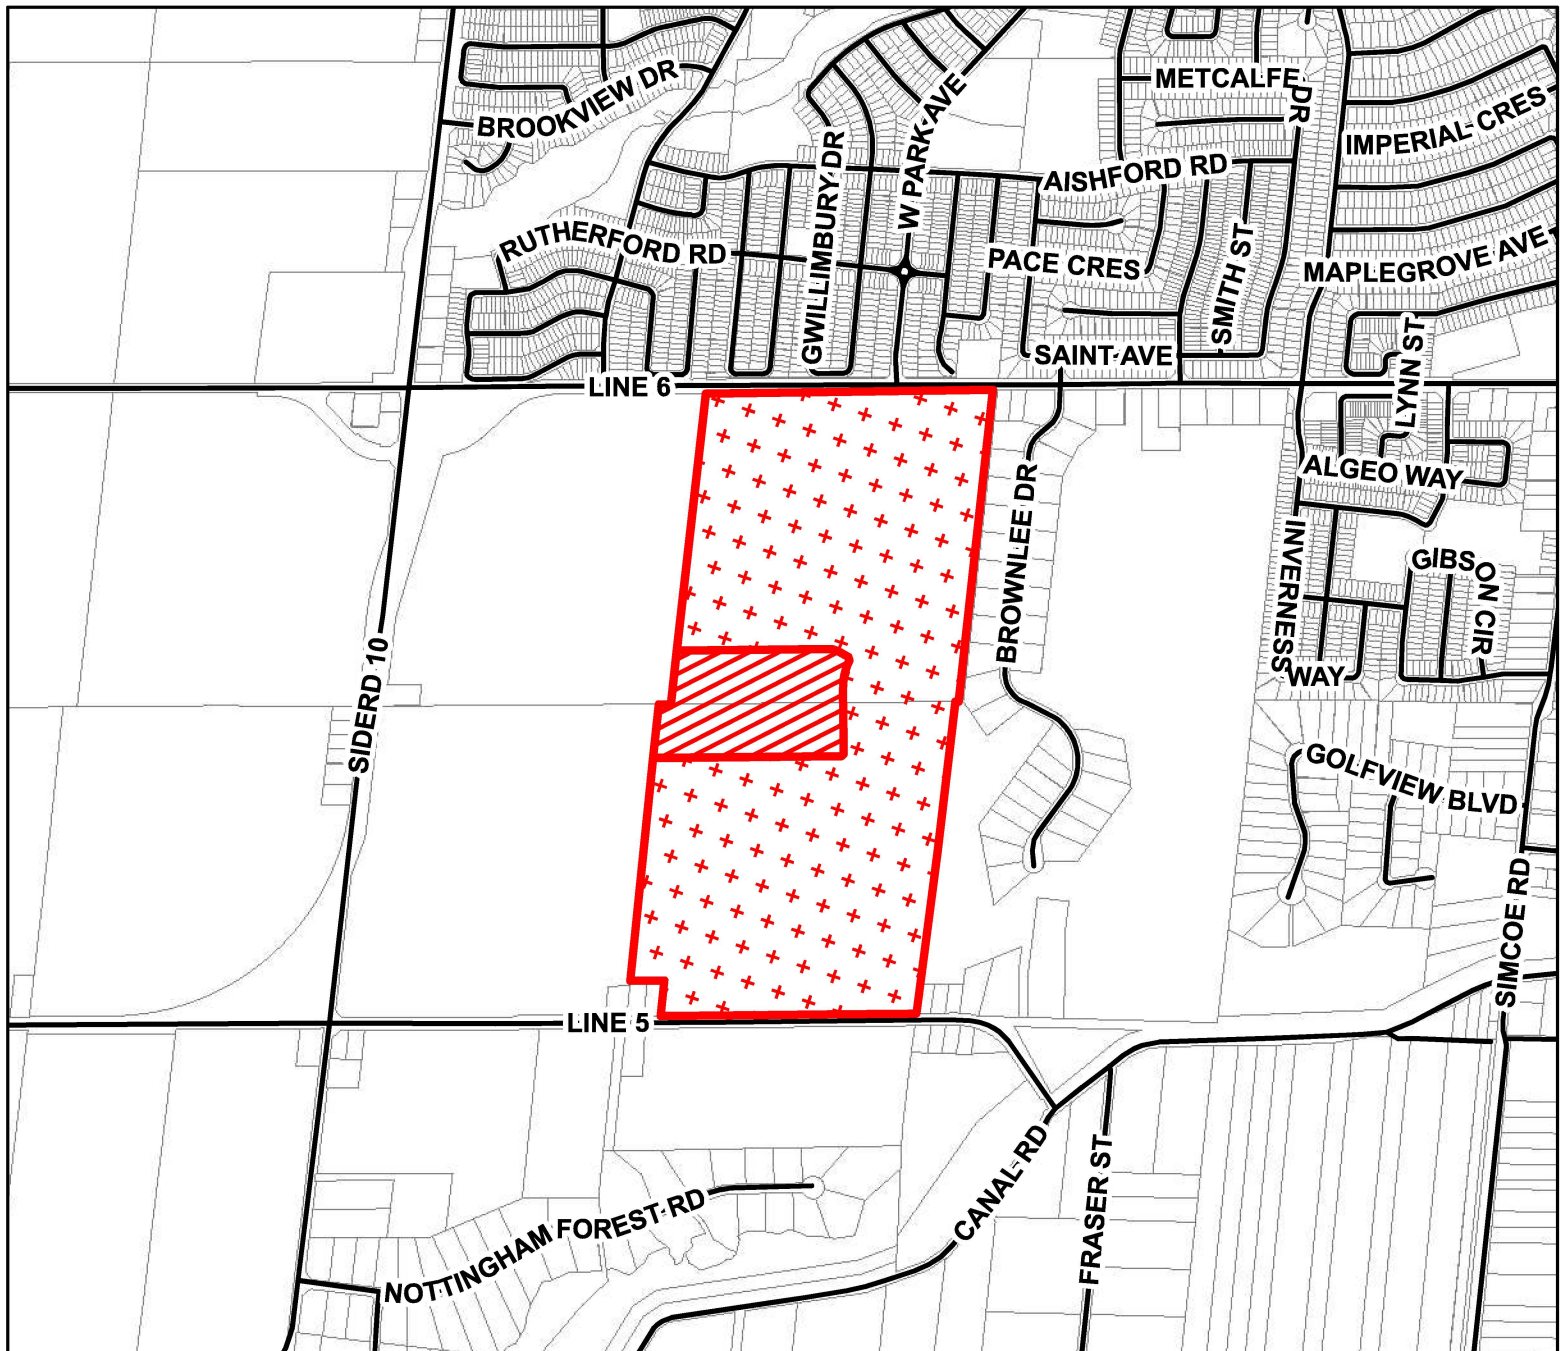 BROOKVIEW DR
METCALFE DR
IMPERIAL CRES
W PARK AVE
GWILLIMBURY DR
AISHFORD RD
RUTHERFORD RD
PACE CRES
SMITH ST
MAPLEGROVE AVE
SAINT AVE
LYNN ST
LINE 6
ALGEO WAY
BROWNLEE DR
INVERNESS WAY
GIBSON CIR
SIDERD 10
GOLFVIEW BLVD
SIMCOE RD
LINE 5
CANAL RD
FRASER ST
NOTTINGHAM FOREST RD